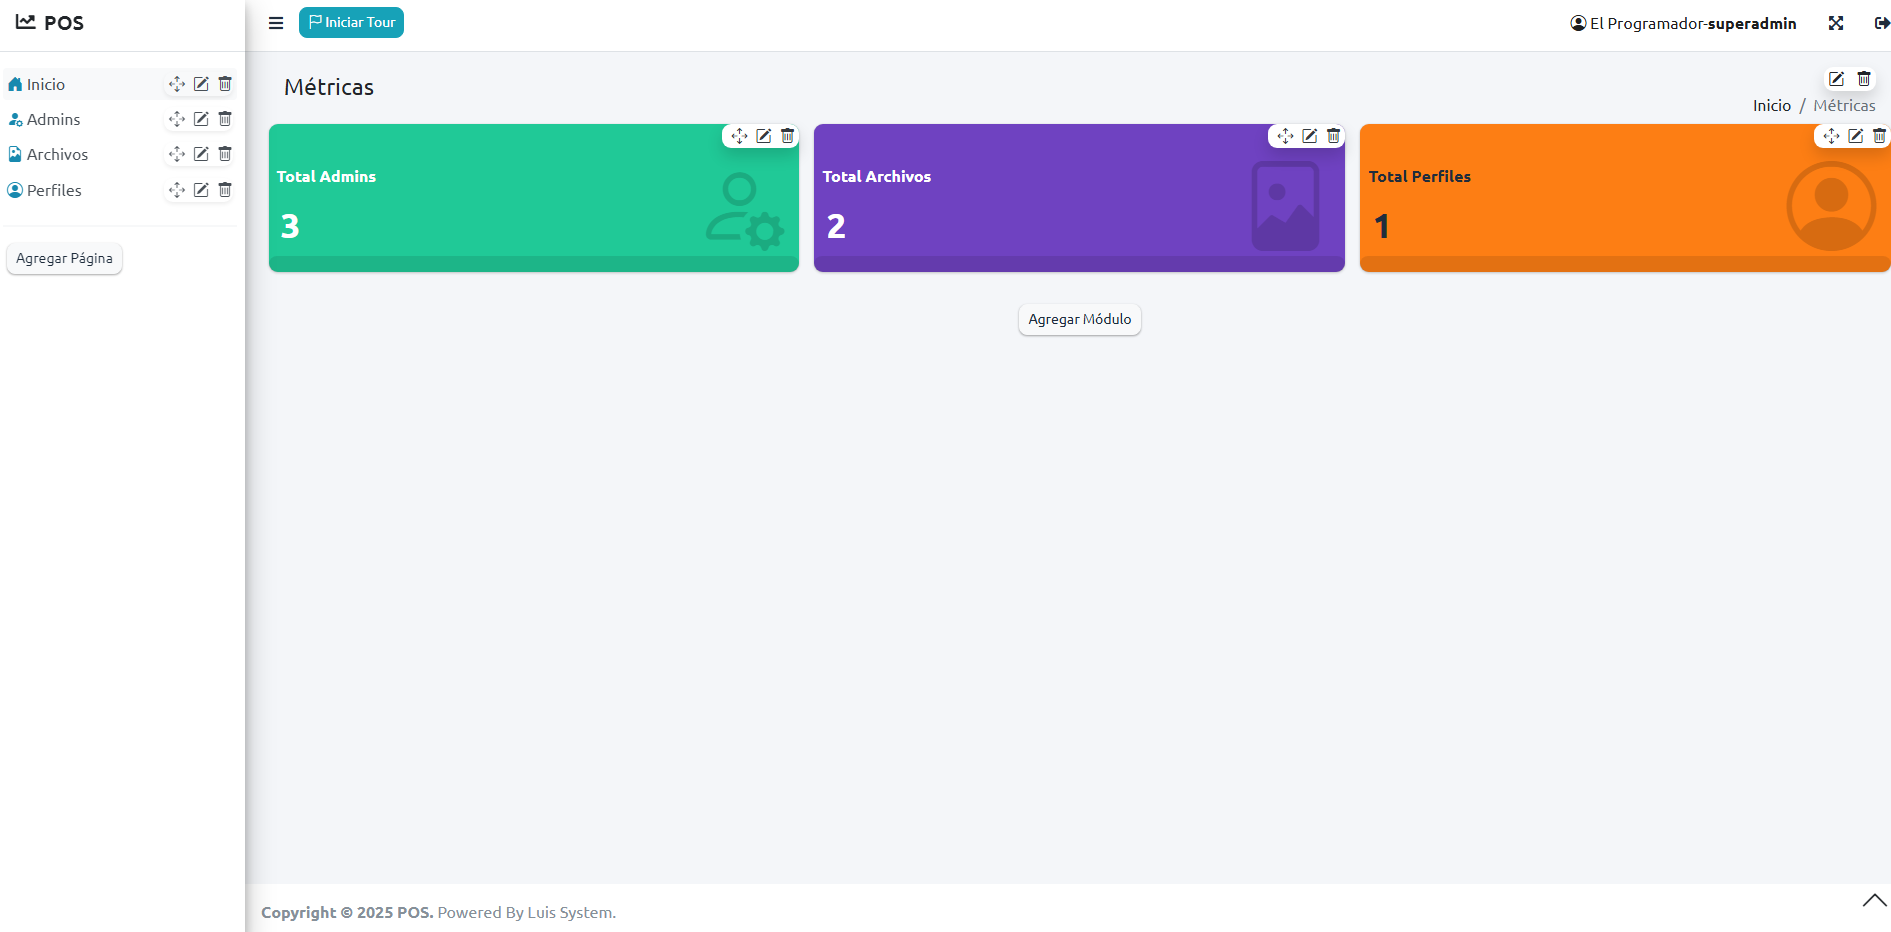 POS
Iniciar Tour
El Programador-superadmin
Inicio
Admins
Archivos
Perfiles
Agregar Página
Métricas
Inicio / Métricas
Total Admins
3
Total Archivos
2
Total Perfiles
1
Agregar Módulo
Copyright © 2025 POS. Powered By Luis System.